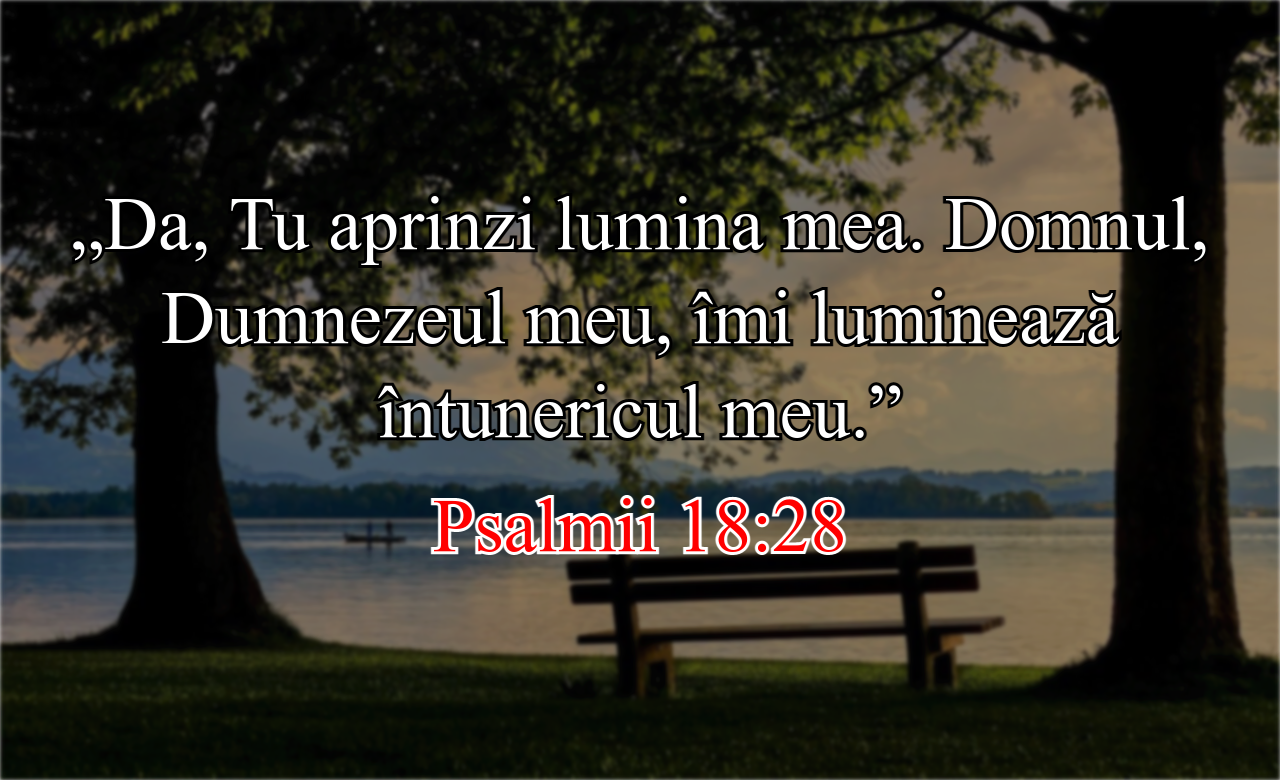 „Da, Tu aprinzi lumina mea. Domnul,
Dumnezeul meu, îmi luminează
întunericul meu.”
Psalmii 18:28